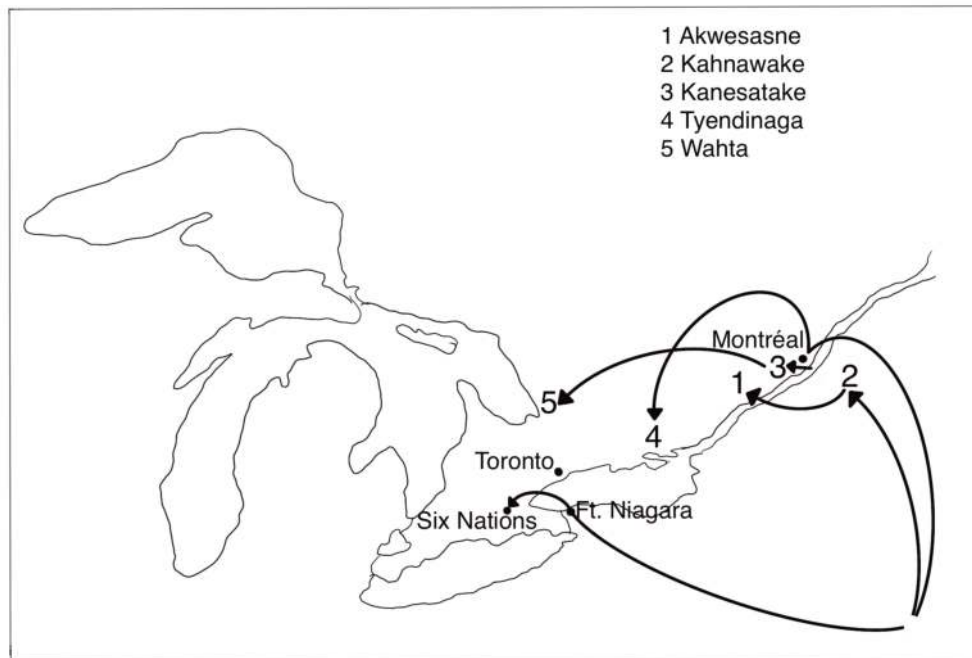 1 Akwesasne
2 Kahnawake
3 Kanesatake
4 Tyendinaga
5 Wahta
Montréal
3
1
2
5
4
Toronto
Six Nations
Ft. Niagara